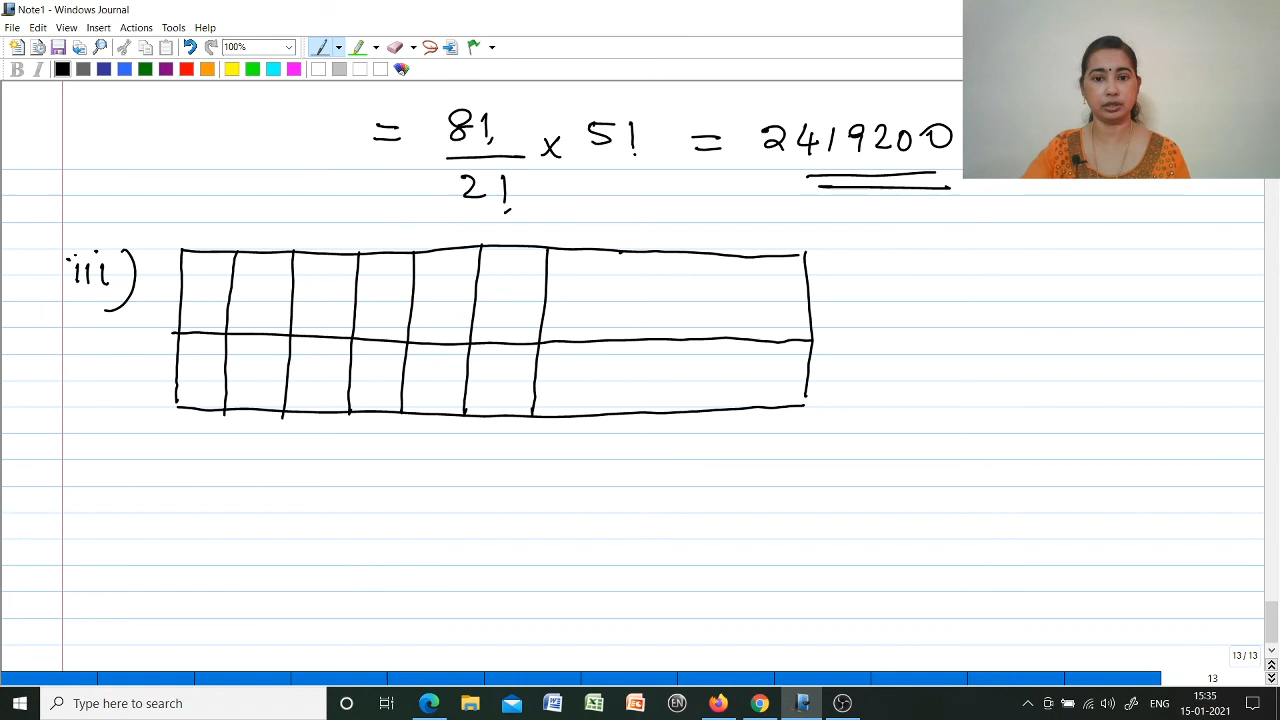 Note1 - Windows Journal
File Edit View Insert Actions Tools Help
100%
B I
= 8! / 2! x 5! = 2419200
iii)
13 / 13
13
Type here to search
ENG
15:35
15-01-2021